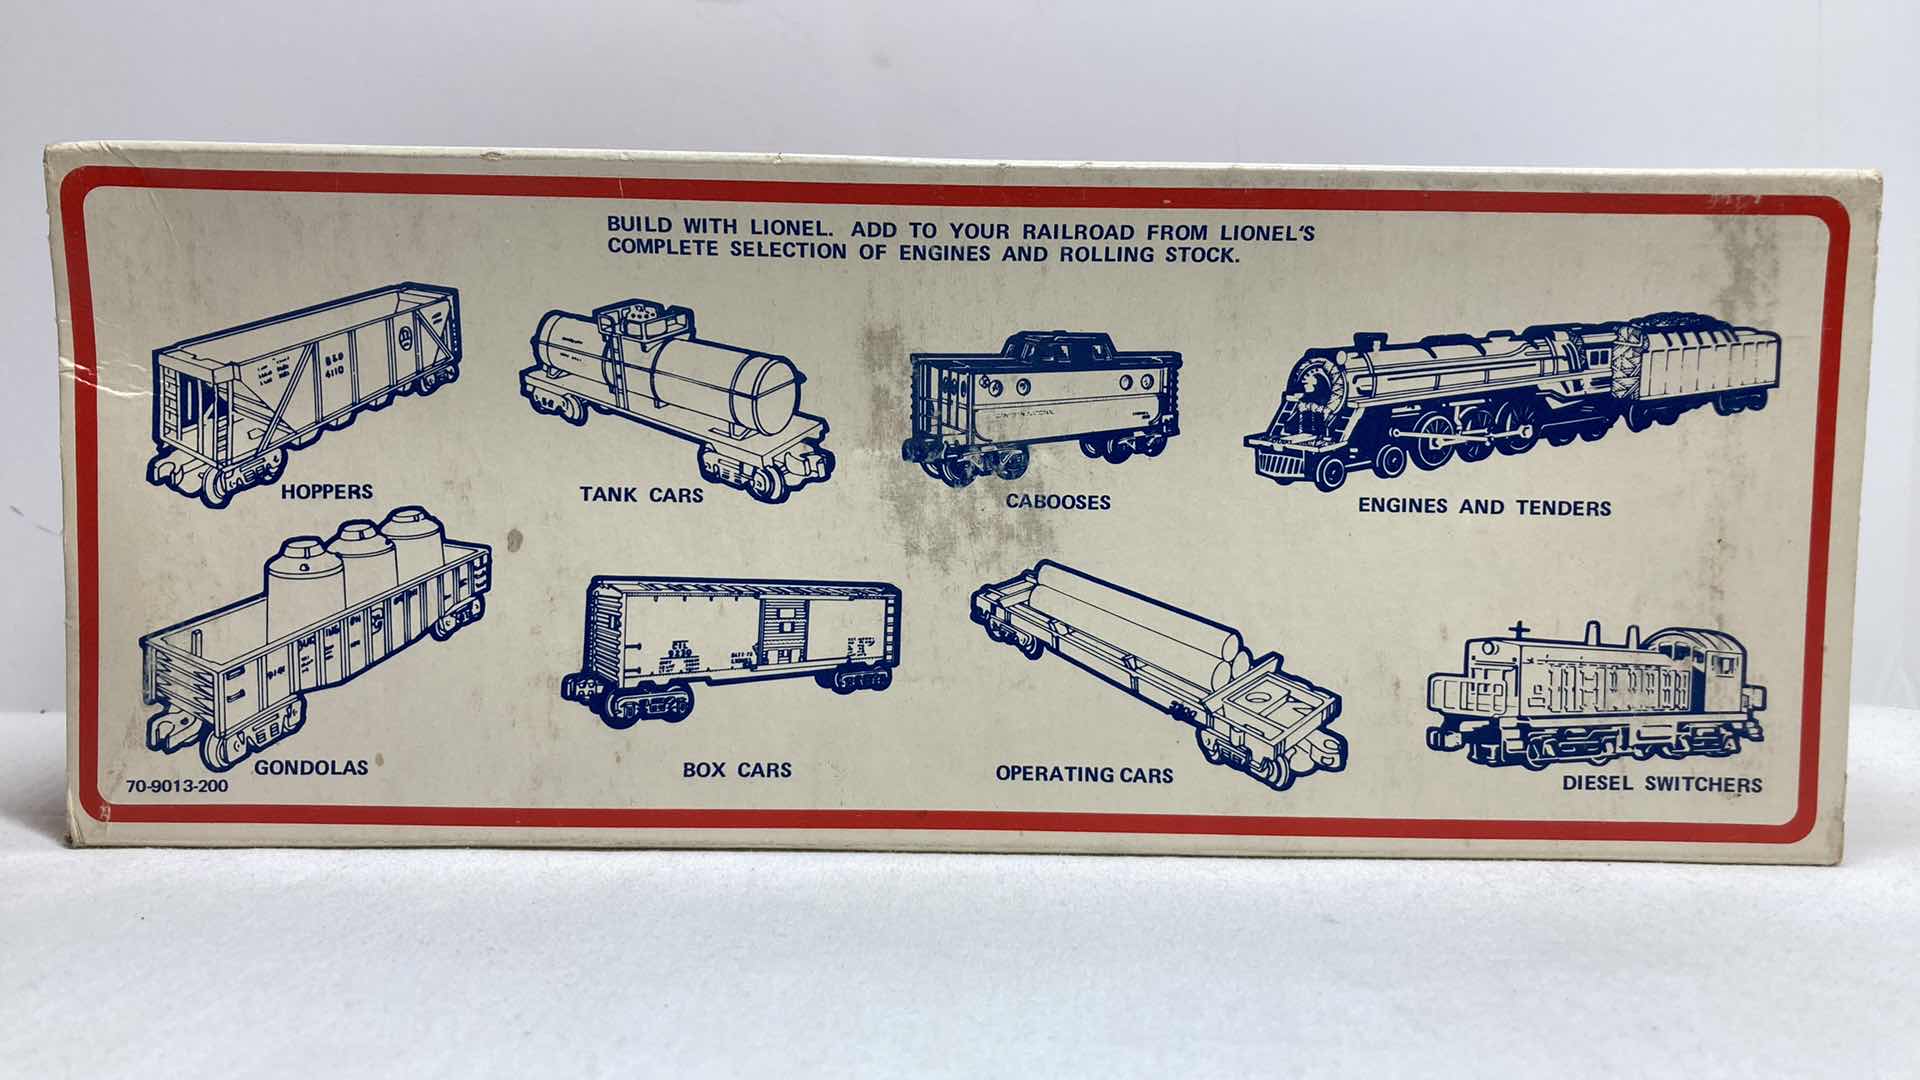 BUILD WITH LIONEL. ADD TO YOUR RAILROAD FROM LIONEL'S
COMPLETE SELECTION OF ENGINES AND ROLLING STOCK.
B&O
4110
HOPPERS
TANK CARS
CABOOSES
ENGINES AND TENDERS
GONDOLAS
BOX CARS
OPERATING CARS
DIESEL SWITCHERS
70-9013-200